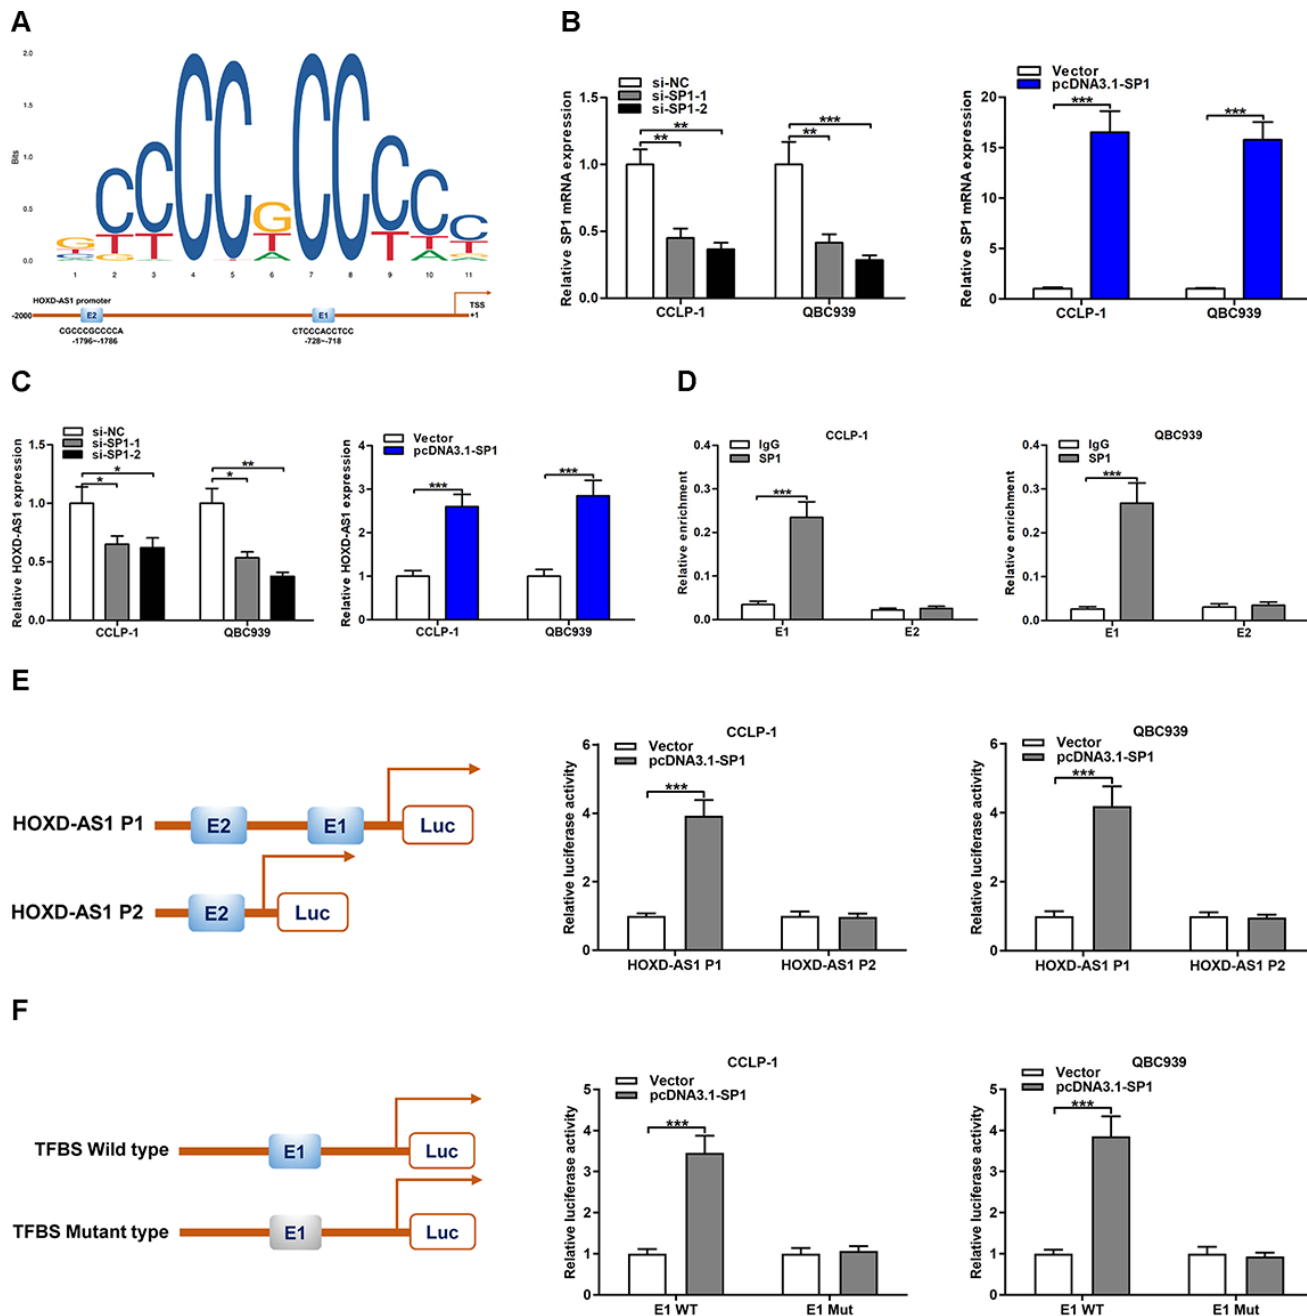 A
Bits
2.0
1.5
1.0
0.5
0.0
1 2 3 4 5 6 7 8 9 10 11
HOXD-AS1 promoter
TSS
-2000
E2
E1
+1
CGCCCGCCCCA
CTCCCACCTCC
-1796~-1786
-728~-718
B
si-NC
si-SP1-1
si-SP1-2
Relative SP1 mRNA expression
1.5
1.0
0.5
0.0
** ** ** ***
CCLP-1 QBC939
Vector
pcDNA3.1-SP1
Relative SP1 mRNA expression
20
15
10
5
0
*** ***
CCLP-1 QBC939
C
si-NC
si-SP1-1
si-SP1-2
Relative HOXD-AS1 expression
1.5
1.0
0.5
0.0
* * * **
CCLP-1 QBC939
Vector
pcDNA3.1-SP1
Relative HOXD-AS1 expression
4
3
2
1
0
*** ***
CCLP-1 QBC939
D
CCLP-1
IgG
SP1
Relative enrichment
0.4
0.3
0.2
0.1
0.0
***
E1 E2
QBC939
IgG
SP1
Relative enrichment
0.4
0.3
0.2
0.1
0.0
***
E1 E2
E
HOXD-AS1 P1
E2 E1 Luc
HOXD-AS1 P2
E2 Luc
CCLP-1
Vector
pcDNA3.1-SP1
Relative luciferase activity
6
4
2
0
***
HOXD-AS1 P1 HOXD-AS1 P2
QBC939
Vector
pcDNA3.1-SP1
Relative luciferase activity
6
4
2
0
***
HOXD-AS1 P1 HOXD-AS1 P2
F
TFBS Wild type
E1 Luc
TFBS Mutant type
E1 Luc
CCLP-1
Vector
pcDNA3.1-SP1
Relative luciferase activity
5
4
3
2
1
0
***
E1 WT E1 Mut
QBC939
Vector
pcDNA3.1-SP1
Relative luciferase activity
5
4
3
2
1
0
***
E1 WT E1 Mut